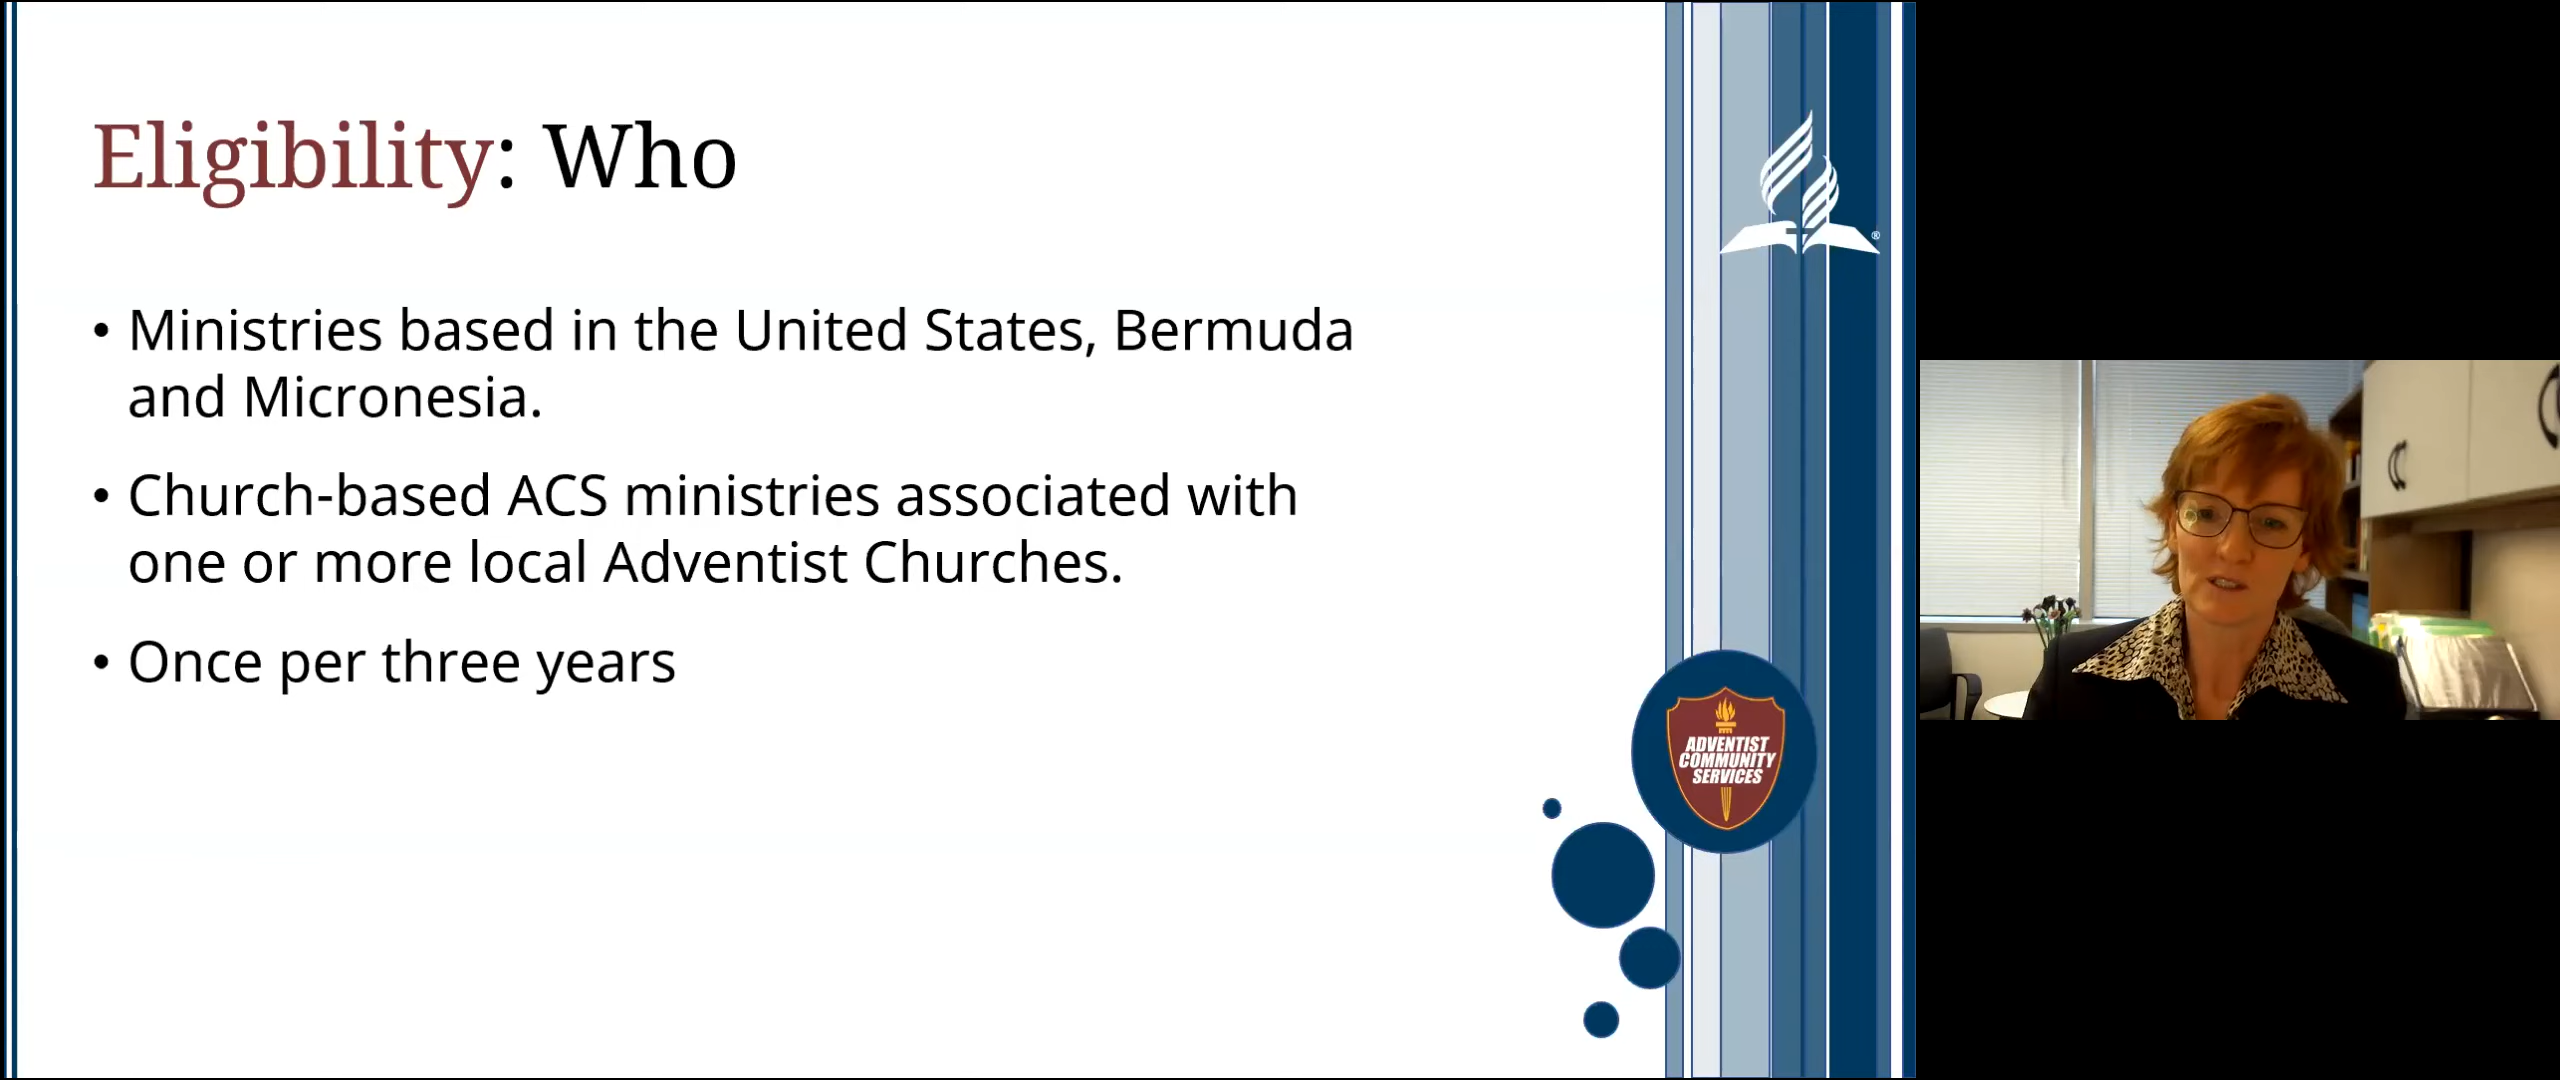 Eligibility: Who
• Ministries based in the United States, Bermuda
and Micronesia.
• Church-based ACS ministries associated with
one or more local Adventist Churches.
• Once per three years
®
ADVENTIST
COMMUNITY
SERVICES